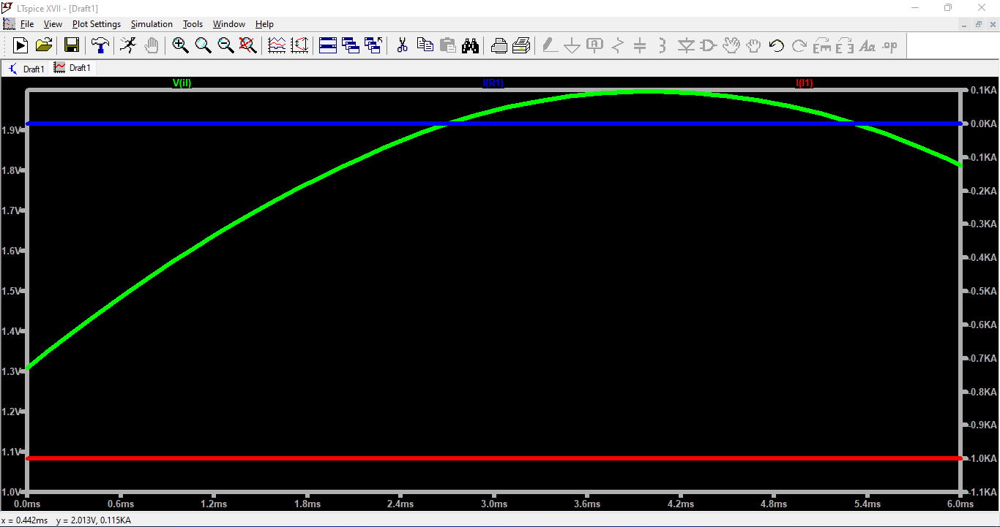 LTspice XVII - [Draft1]
File View Plot Settings Simulation Tools Window Help
Draft1 Draft1
V(il) I(R1) I(I1)
0.1KA
1.9V 0.0KA
-0.1KA
1.8V
-0.2KA
1.7V
-0.3KA
1.6V
-0.4KA
1.5V -0.5KA
1.4V -0.6KA
1.3V -0.7KA
1.2V -0.8KA
-0.9KA
1.1V -1.0KA
1.0V -1.1KA
0.0ms 0.6ms 1.2ms 1.8ms 2.4ms 3.0ms 3.6ms 4.2ms 4.8ms 5.4ms 6.0ms
x = 0.442ms y = 2.013V, 0.115KA